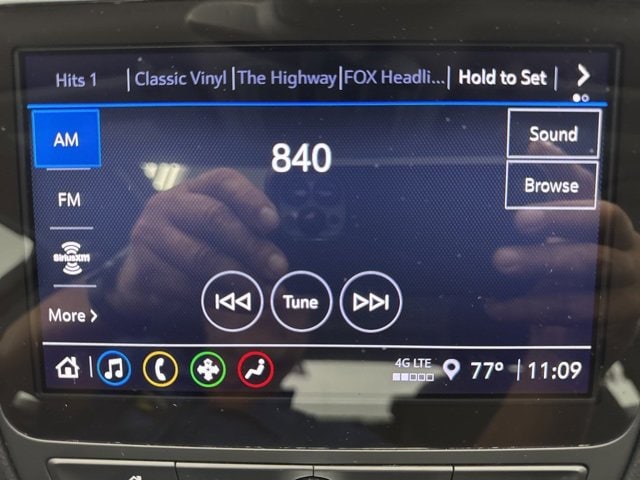 Hits 1 Classic Vinyl The Highway FOX Headli... Hold to Set
AM
840
Sound
FM
Browse
SiriusXM
Tune
More
4G LTE
77° 11:09